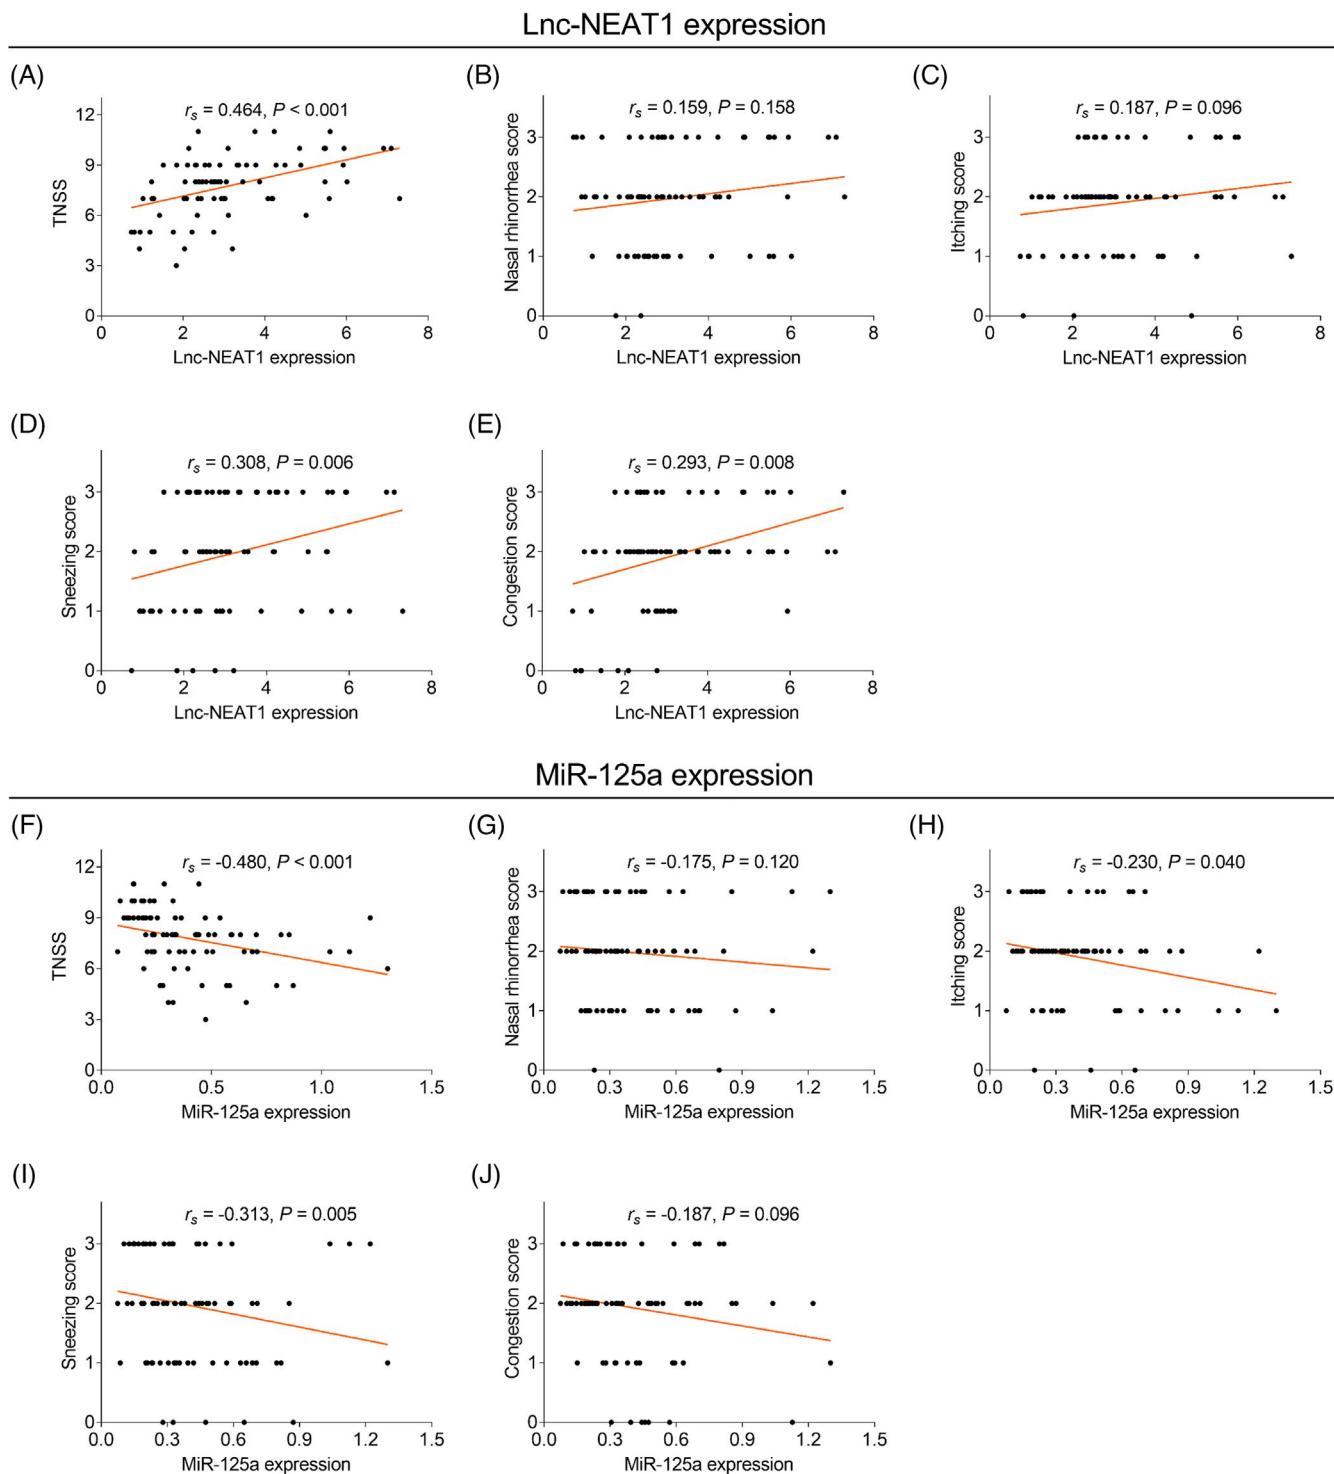 Lnc-NEAT1 expression
(A)
rs = 0.464, P < 0.001
TNSS
12
9
6
3
0
0 2 4 6 8
Lnc-NEAT1 expression
(B)
rs = 0.159, P = 0.158
Nasal rhinorrhea score
3
2
1
0
0 2 4 6 8
Lnc-NEAT1 expression
(C)
rs = 0.187, P = 0.096
Itching score
3
2
1
0
0 2 4 6 8
Lnc-NEAT1 expression
(D)
rs = 0.308, P = 0.006
Sneezing score
3
2
1
0
0 2 4 6 8
Lnc-NEAT1 expression
(E)
rs = 0.293, P = 0.008
Congestion score
3
2
1
0
0 2 4 6 8
Lnc-NEAT1 expression
MiR-125a expression
(F)
rs = -0.480, P < 0.001
TNSS
12
9
6
3
0
0.0 0.5 1.0 1.5
MiR-125a expression
(G)
rs = -0.175, P = 0.120
Nasal rhinorrhea score
3
2
1
0
0.0 0.3 0.6 0.9 1.2 1.5
MiR-125a expression
(H)
rs = -0.230, P = 0.040
Itching score
3
2
1
0
0.0 0.3 0.6 0.9 1.2 1.5
MiR-125a expression
(I)
rs = -0.313, P = 0.005
Sneezing score
3
2
1
0
0.0 0.3 0.6 0.9 1.2 1.5
MiR-125a expression
(J)
rs = -0.187, P = 0.096
Congestion score
3
2
1
0
0.0 0.3 0.6 0.9 1.2 1.5
MiR-125a expression